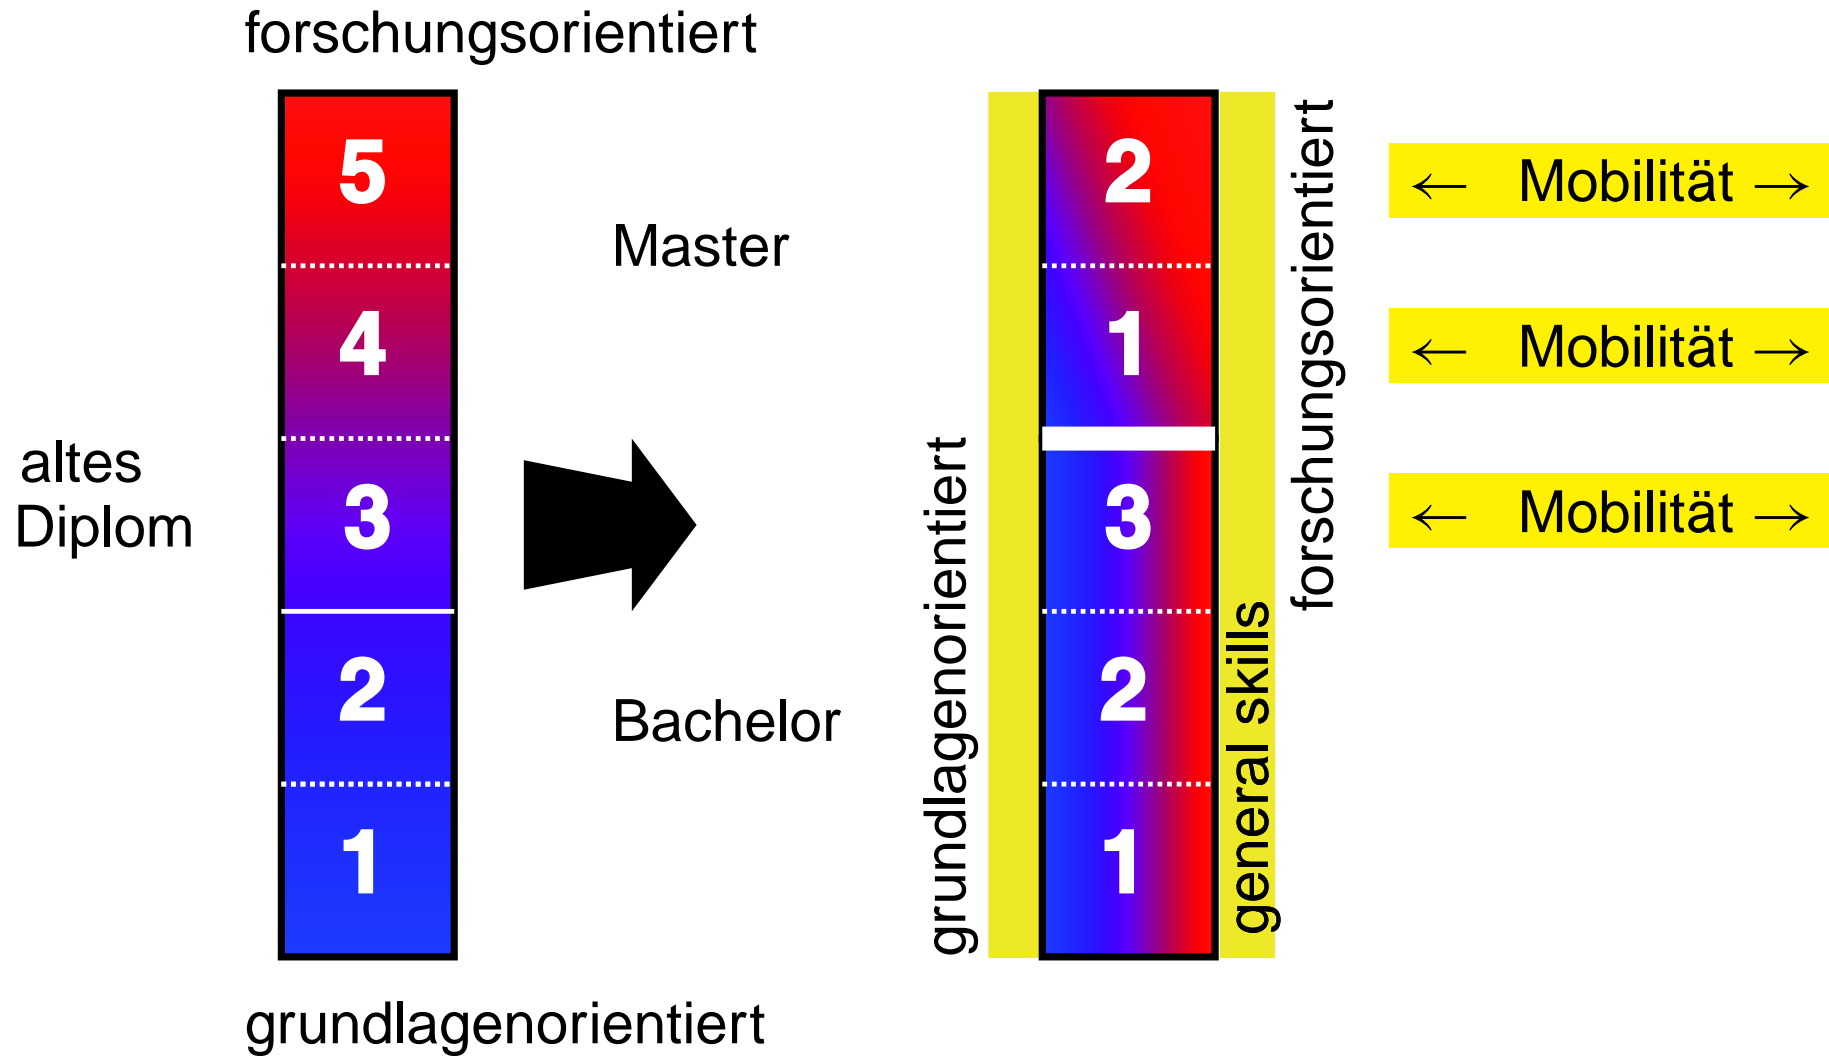 forschungsorientiert
5
4
3
2
1
altes
Diplom
grundlagenorientiert
Master
Bachelor
grundlagenorientiert
2
1
3
2
1
general skills
forschungsorientiert
← Mobilität →
← Mobilität →
← Mobilität →